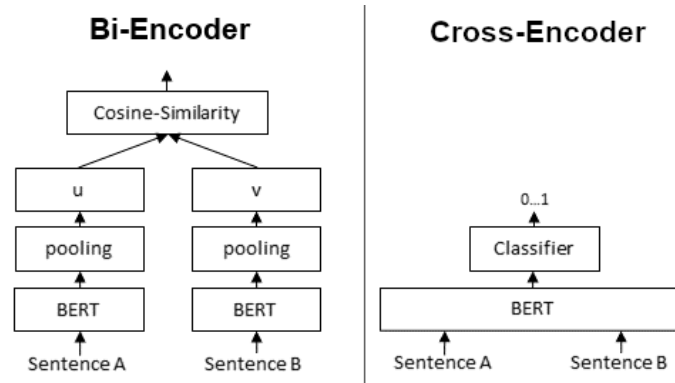 Bi-Encoder
Cosine-Similarity
u v
pooling pooling
BERT BERT
Sentence A Sentence B
Cross-Encoder
0...1
Classifier
BERT
Sentence A Sentence B